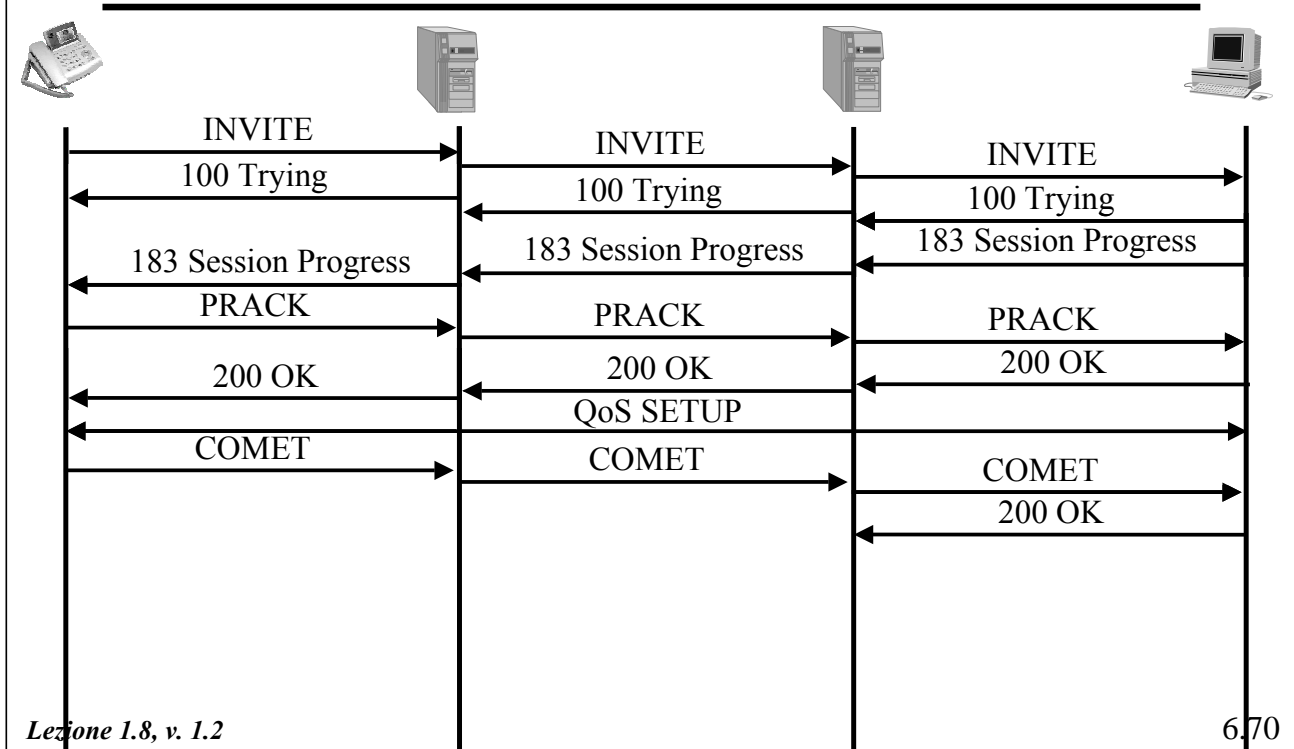 INVITE
INVITE
INVITE
100 Trying
100 Trying
100 Trying
183 Session Progress
183 Session Progress
183 Session Progress
PRACK
PRACK
PRACK
200 OK
200 OK
200 OK
QoS SETUP
COMET
COMET
COMET
200 OK
Lezione 1.8, v. 1.2
6.70